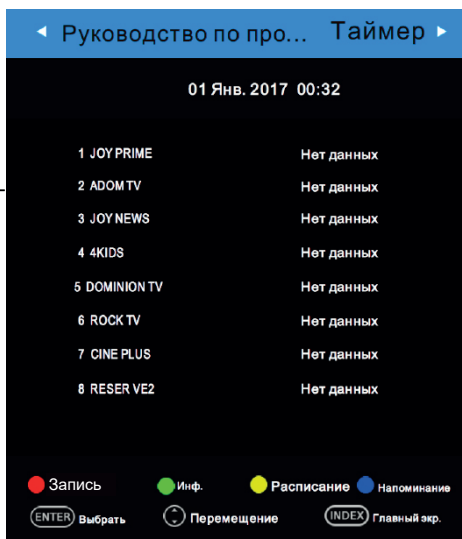 Руководство по про... Таймер
01 Янв. 2017 00:32
1 JOY PRIME Нет данных
2 ADOM TV Нет данных
3 JOY NEWS Нет данных
4 4KIDS Нет данных
5 DOMINION TV Нет данных
6 ROCK TV Нет данных
7 CINE PLUS Нет данных
8 RESER VE2 Нет данных
Запись Инф. Расписание Напоминание
ENTER Выбрать Перемещение INDEX Главный экр.